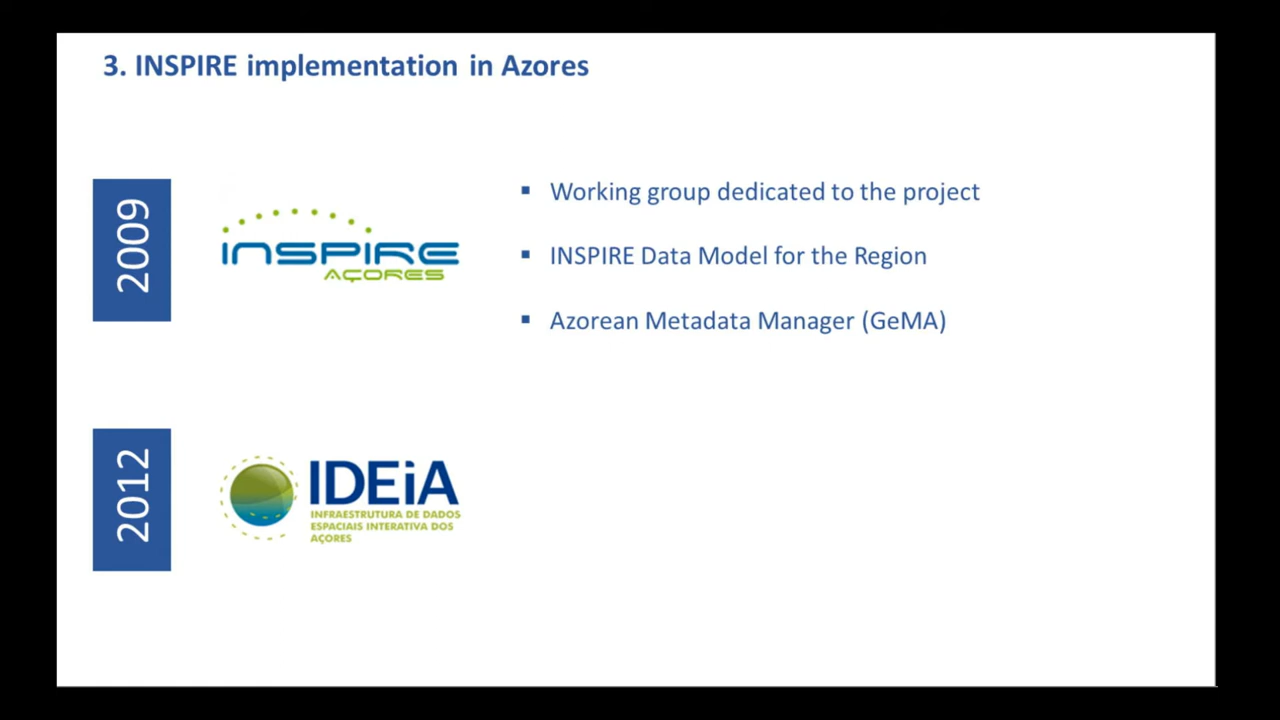 3. INSPIRE implementation in Azores
2009
INSPIRE
AÇORES
▪ Working group dedicated to the project
▪ INSPIRE Data Model for the Region
▪ Azorean Metadata Manager (GeMA)
2012
IDEiA
INFRAESTRUTURA DE DADOS
ESPACIAIS INTERATIVA DOS
AÇORES